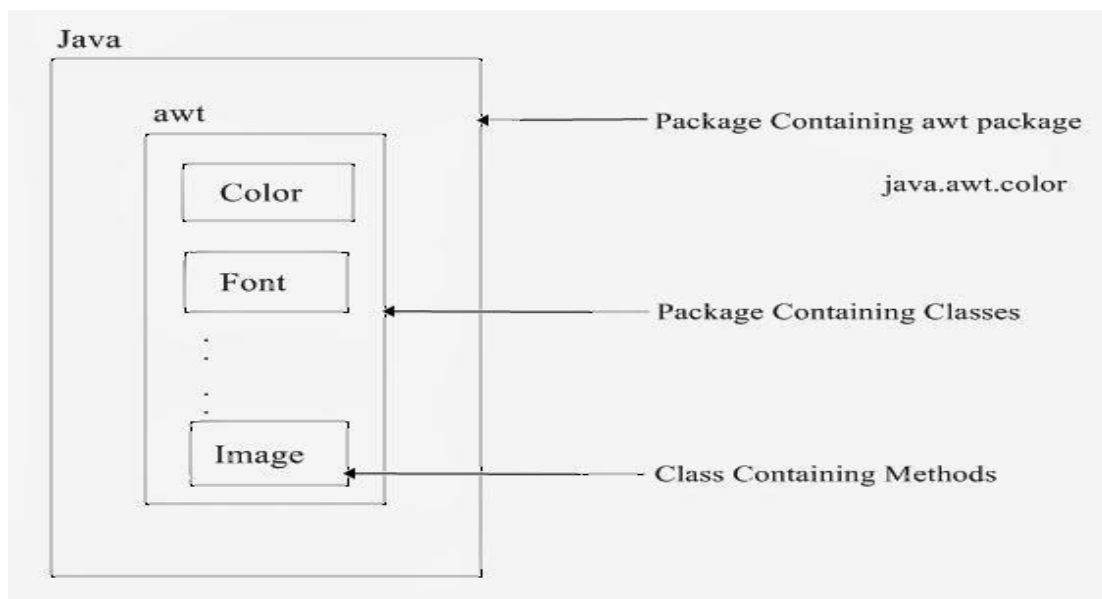 Java
awt
Package Containing awt package
Color
java.awt.color
Font
Package Containing Classes
Image
Class Containing Methods